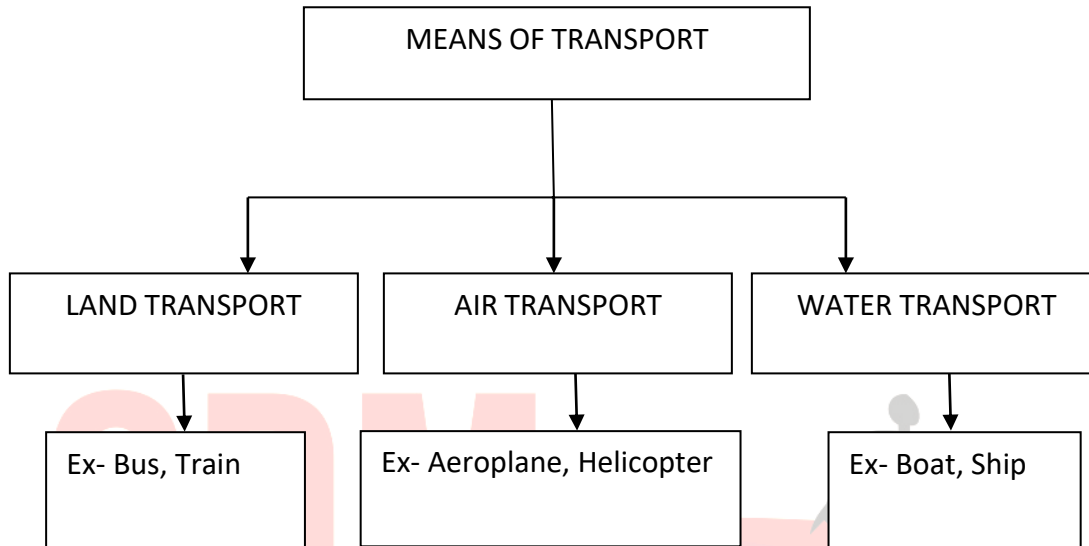 MEANS OF TRANSPORT
LAND TRANSPORT
AIR TRANSPORT
WATER TRANSPORT
Ex- Bus, Train
Ex- Aeroplane, Helicopter
Ex- Boat, Ship